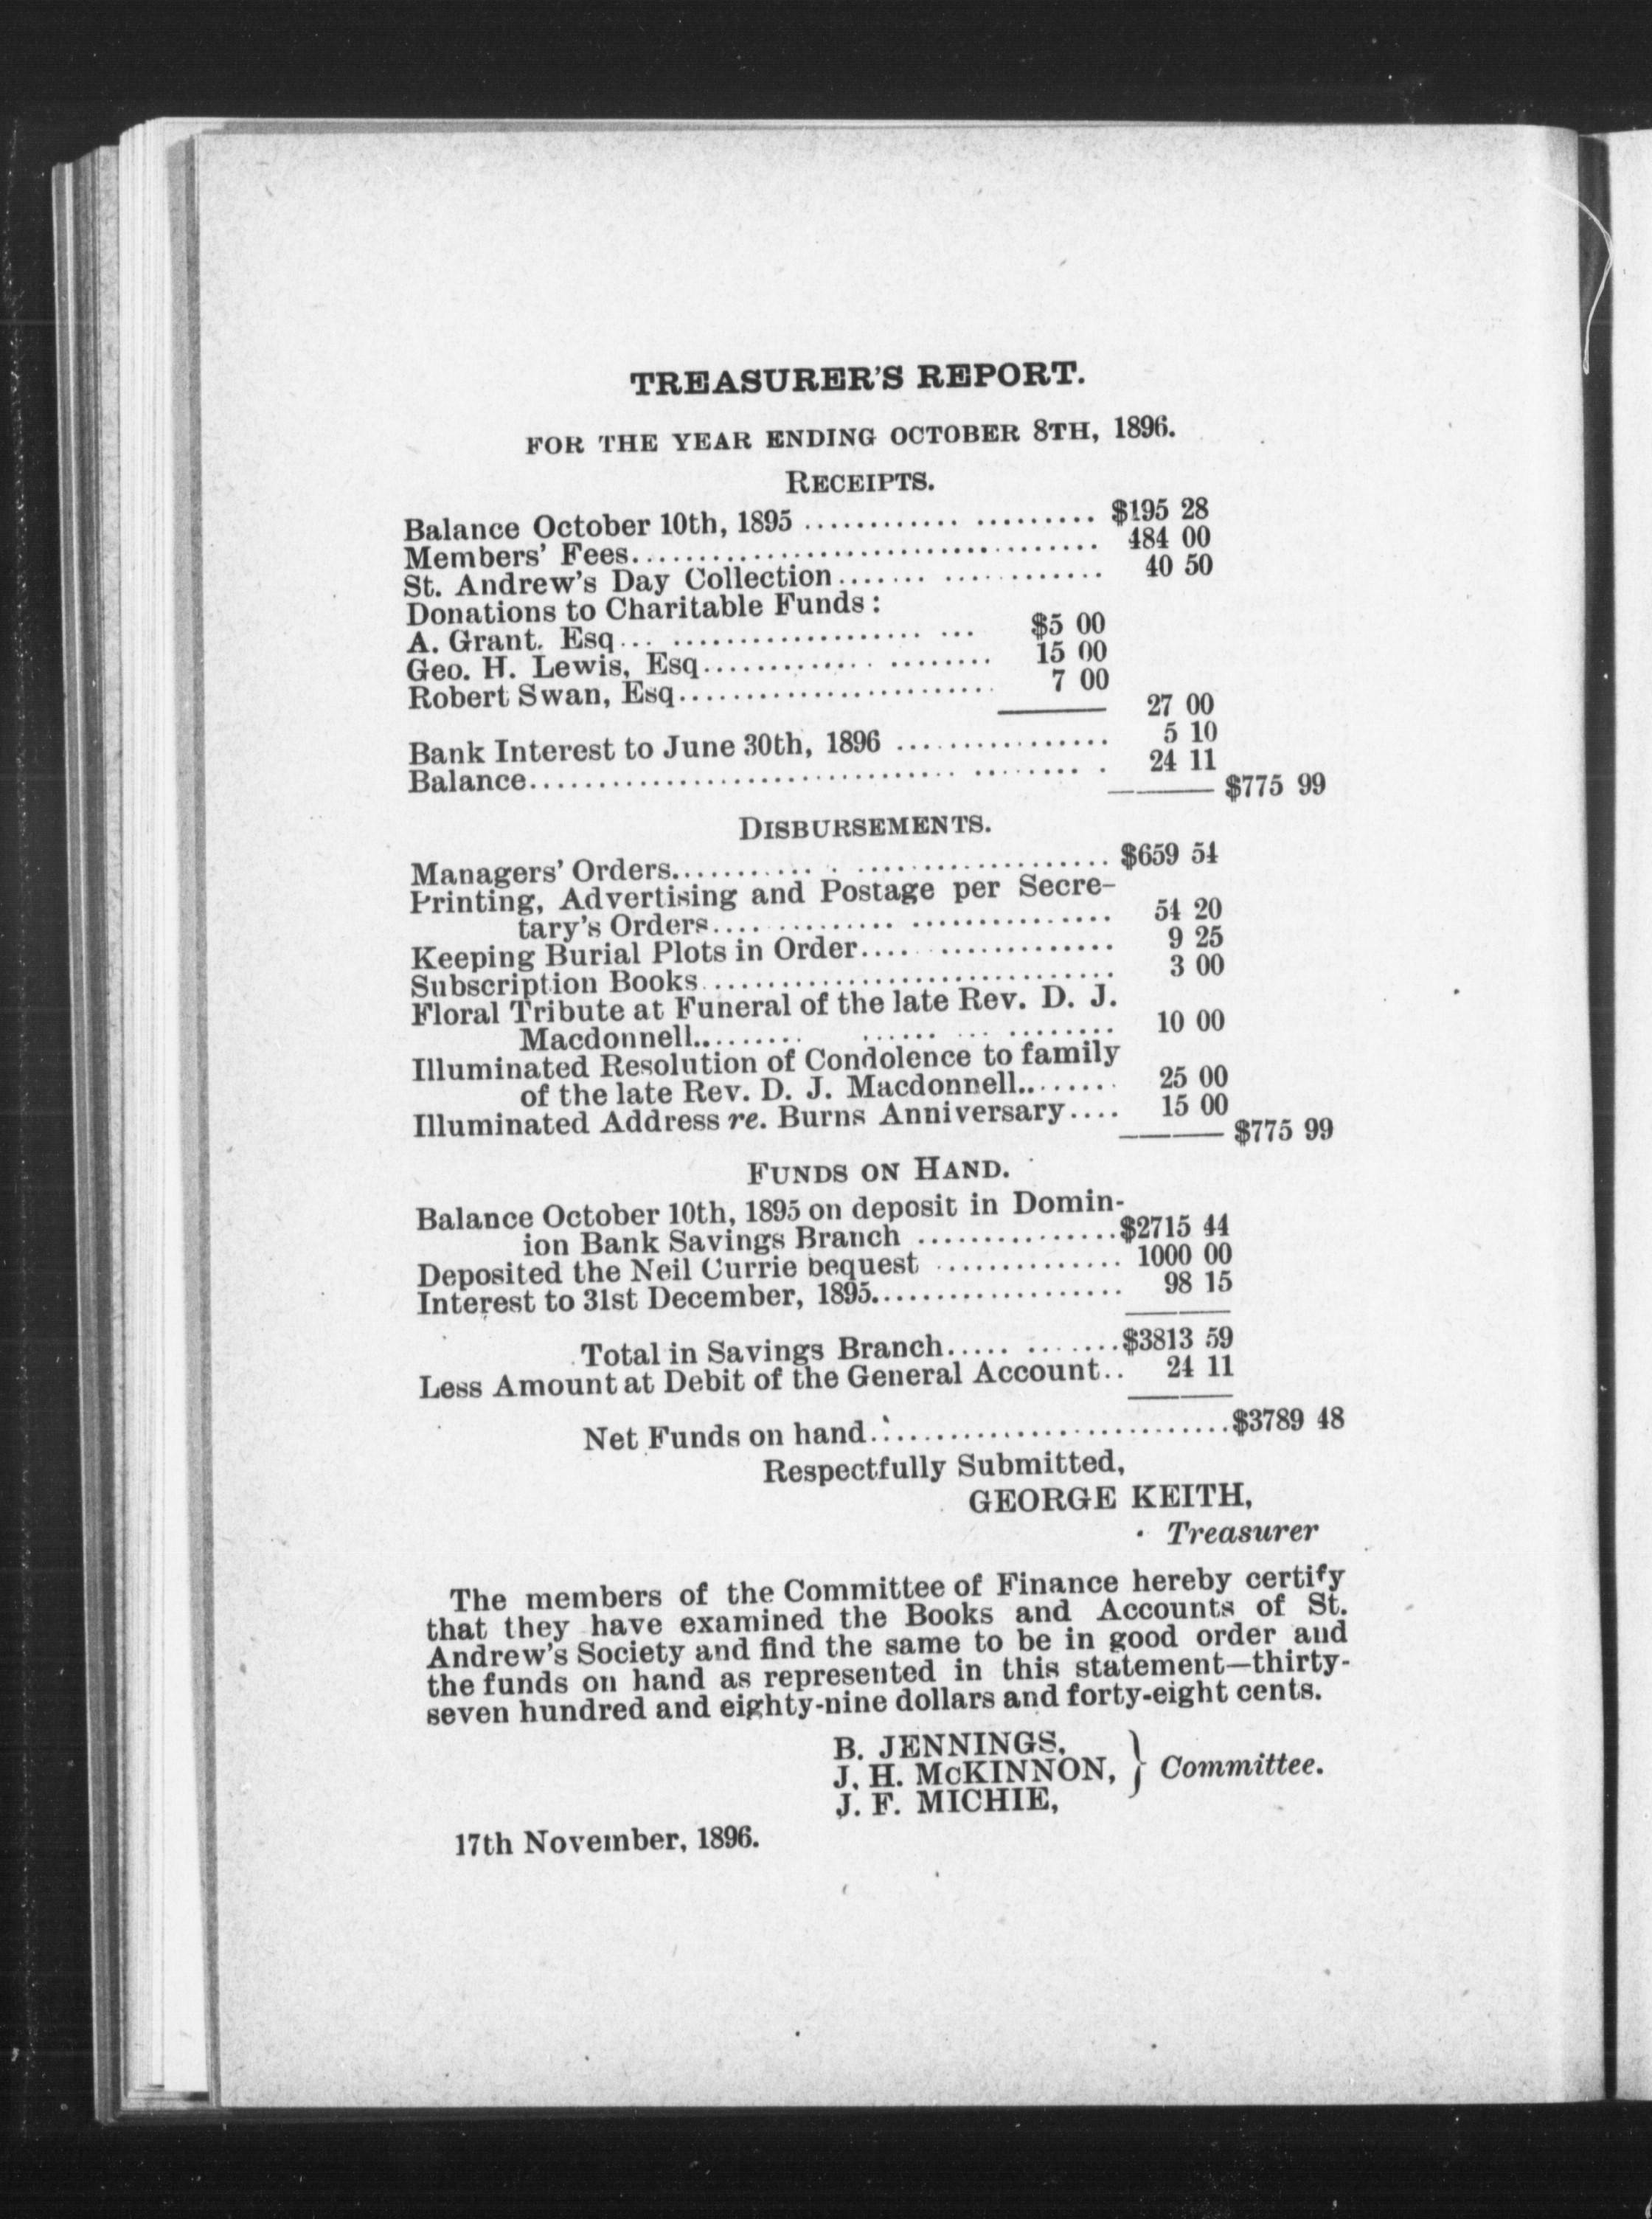 TREASURER'S REPORT.
FOR THE YEAR ENDING OCTOBER 8TH, 1896.
RECEIPTS.
Balance October 10th, 1895 ............ ......... $195 28
Members' Fees.................................. 484 00
St. Andrew's Day Collection....... ............ 40 50
Donations to Charitable Funds:
A. Grant. Esq... ................... ... $5 00
Geo. H. Lewis, Esq............. ........ 15 00
Robert Swan, Esq........................ 7 00
27 00
Bank Interest to June 30th, 1896 ................ 5 10
Balance................................ ........ . 24 11
$775 99
DISBURSEMENTS.
Managers' Orders........... . ................... $659 54
Printing, Advertising and Postage per Secre-
tary's Orders.... ......... ............... 54 20
Keeping Burial Plots in Order.... ............... 9 25
Subscription Books............................... 3 00
Floral Tribute at Funeral of the late Rev. D. J.
Macdonnell......... ...... ... ........ 10 00
Illuminated Resolution of Condolence to family
of the late Rev. D. J. Macdonnell......... 25 00
Illuminated Address re. Burns Anniversary.... 15 00
$775 99
FUNDS ON HAND.
Balance October 10th, 1895 on deposit in Domin-
ion Bank Savings Branch ...............$2715 44
Deposited the Neil Currie bequest .............. 1000 00
Interest to 31st December, 1895................... 98 15
Total in Savings Branch..... .......$3813 59
Less Amount at Debit of the General Account.. 24 11
Net Funds on hand............................$3789 48
Respectfully Submitted,
GEORGE KEITH,
Treasurer
The members of the Committee of Finance hereby certify
that they have examined the Books and Accounts of St.
Andrew's Society and find the same to be in good order and
the funds on hand as represented in this statement—thirty-
seven hundred and eighty-nine dollars and forty-eight cents.
B. JENNINGS,
J. H. McKINNON, } Committee.
J. F. MICHIE,
17th November, 1896.